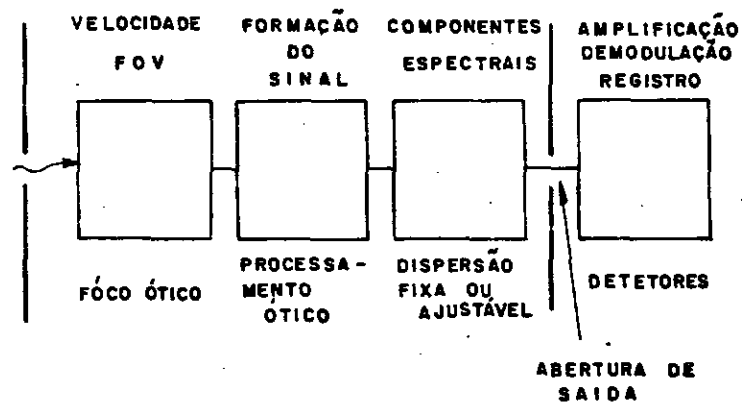 VELOCIDADE
FOV
FORMAÇÃO
DO
SINAL
COMPONENTES
ESPECTRAIS
AMPLIFICAÇÃO
DEMODULAÇÃO
REGISTRO
FÓCO ÓTICO
PROCESSA-
MENTO
ÓTICO
DISPERSÃO
FIXA OU
AJUSTÁVEL
DETETORES
ABERTURA DE
SAIDA